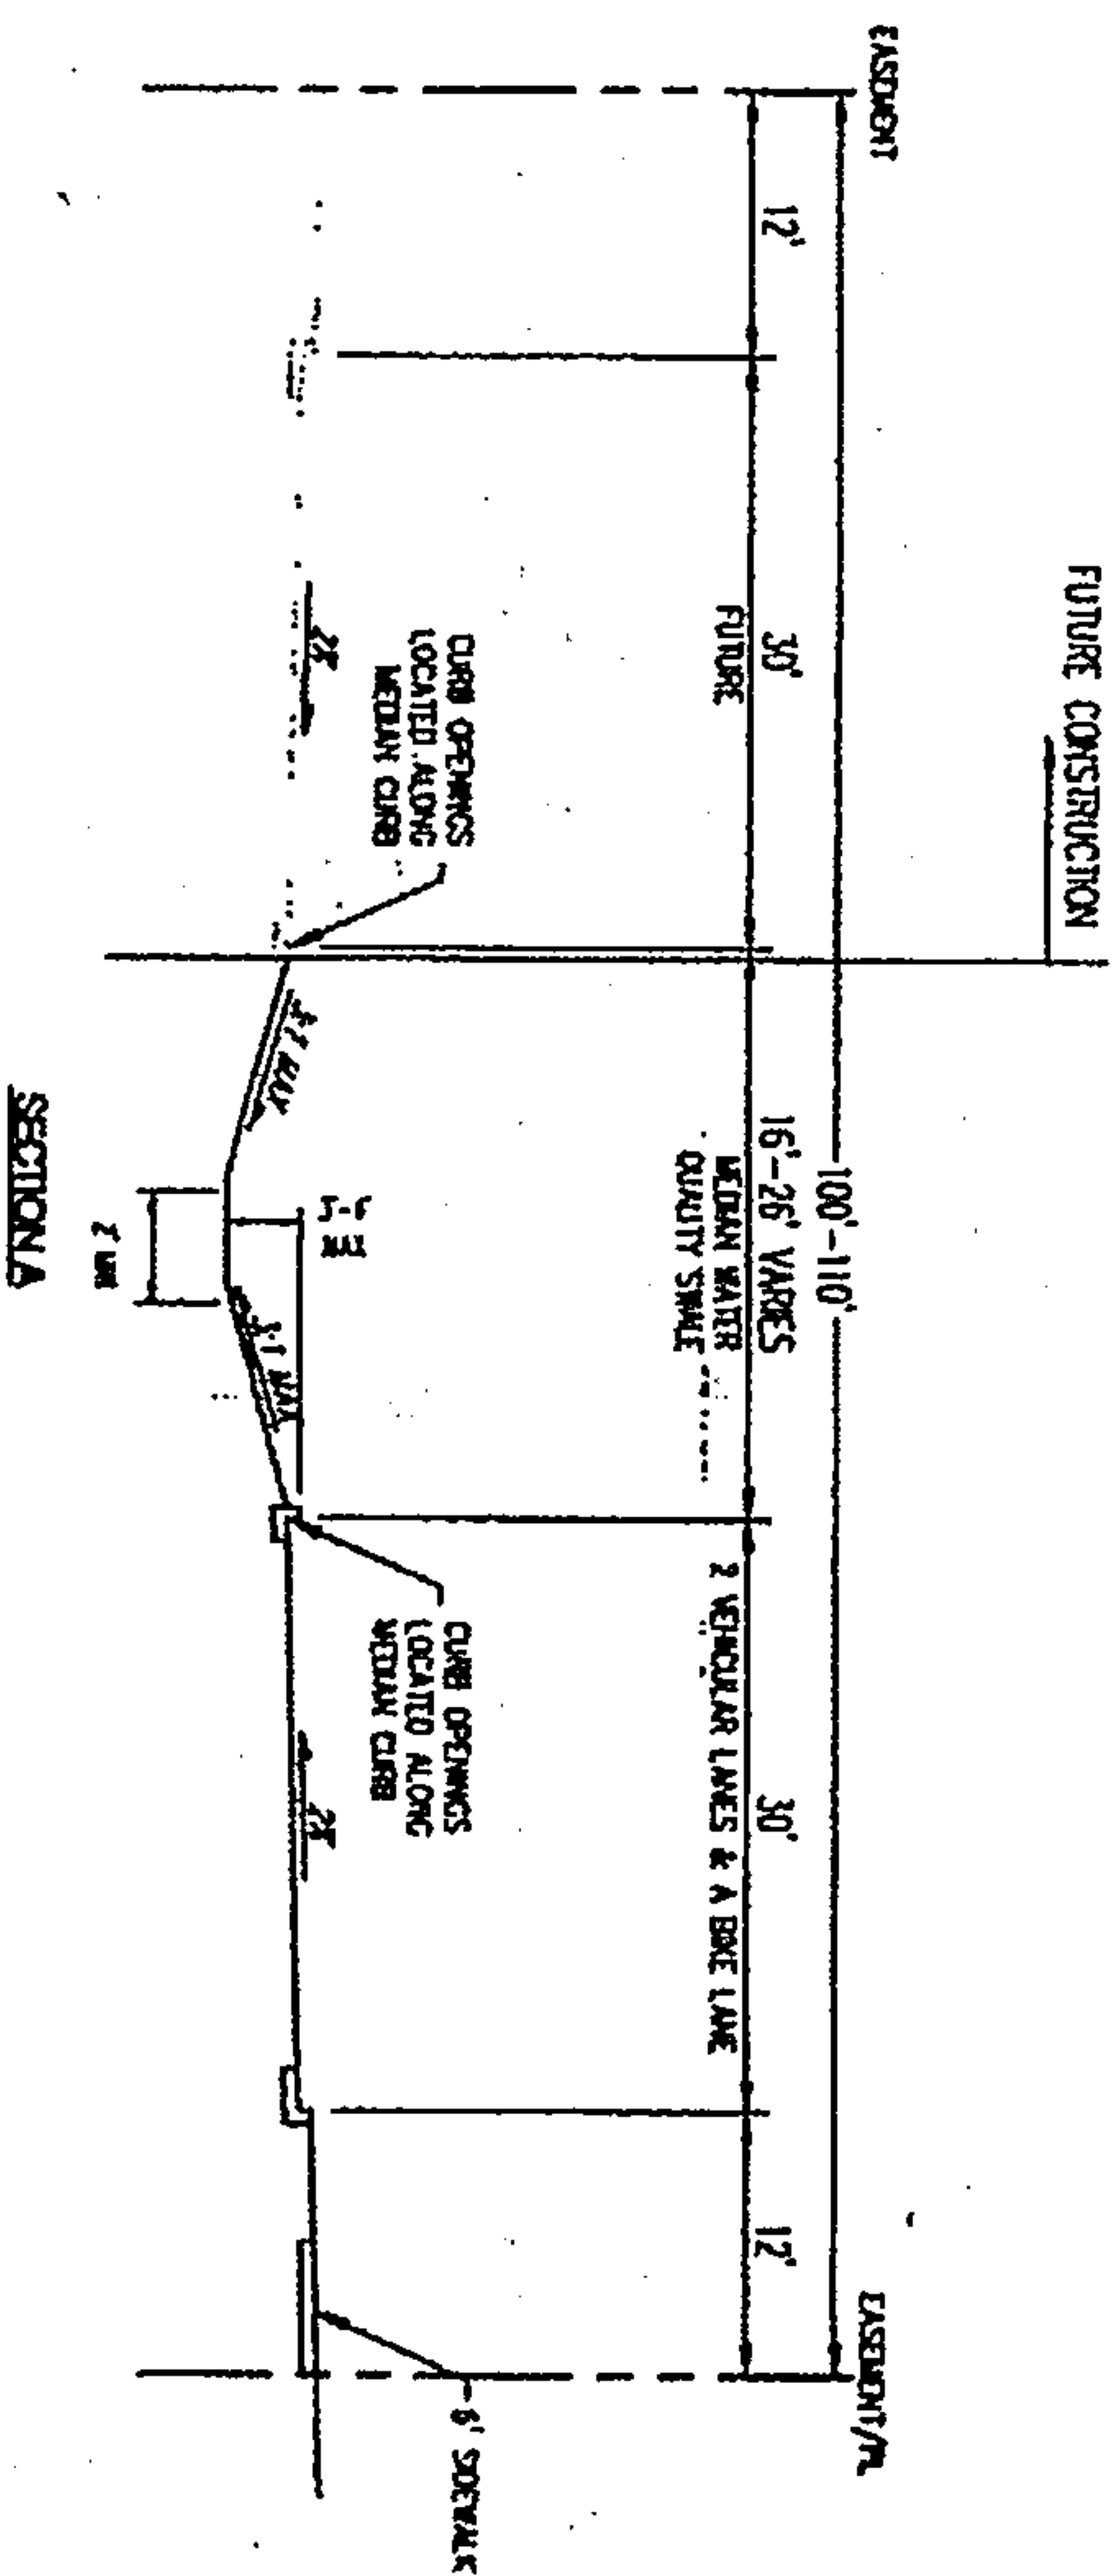 FUTURE CONSTRUCTION
EASEMENT
EASEMENT/PL
100'-110'
12'
30'
FUTURE
16'-26' VARIES
MEDIAN WATER
QUALITY SWALE
30'
2 VEHICULAR LANES & A BIKE LANE
12'
CURB OPENINGS
LOCATED ALONG
MEDIAN CURB
CURB OPENINGS
LOCATED ALONG
MEDIAN CURB
6' SIDEWALK
2%
3:1 MAX
MAX
3:1 MAX
2%
2' MIN
SECTION A